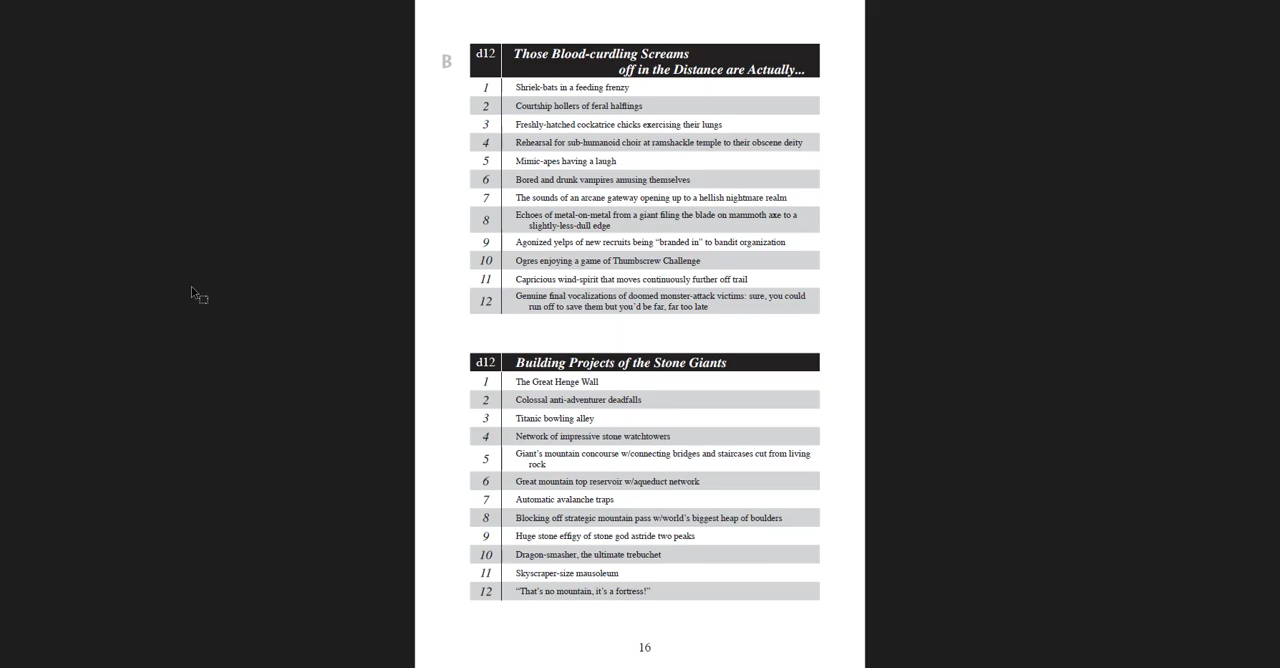 B
d12 Those Blood-curdling Screams
off in the Distance are Actually...
1 Shriek-bats in a feeding frenzy
2 Courtship hollers of feral halflings
3 Freshly-hatched cockatrice chicks exercising their lungs
4 Rehearsal for sub-humanoid choir at ramshackle temple to their obscene deity
5 Mimic-apes having a laugh
6 Bored and drunk vampires amusing themselves
7 The sounds of an arcane gateway opening up to a hellish nightmare realm
8 Echoes of metal-on-metal from a giant filing the blade on mammoth axe to a
slightly-less-dull edge
9 Agonized yelps of new recruits being “branded in” to bandit organization
10 Ogres enjoying a game of Thumbscrew Challenge
11 Capricious wind-spirit that moves continuously further off trail
12 Genuine final vocalizations of doomed monster-attack victims: sure, you could
run off to save them but you’d be far, far too late
d12 Building Projects of the Stone Giants
1 The Great Henge Wall
2 Colossal anti-adventurer deadfalls
3 Titanic bowling alley
4 Network of impressive stone watchtowers
5 Giant’s mountain concourse w/connecting bridges and staircases cut from living
rock
6 Great mountain top reservoir w/aqueduct network
7 Automatic avalanche traps
8 Blocking off strategic mountain pass w/world’s biggest heap of boulders
9 Huge stone effigy of stone god astride two peaks
10 Dragon-smasher, the ultimate trebuchet
11 Skyscraper-size mausoleum
12 “That’s no mountain, it’s a fortress!”
16